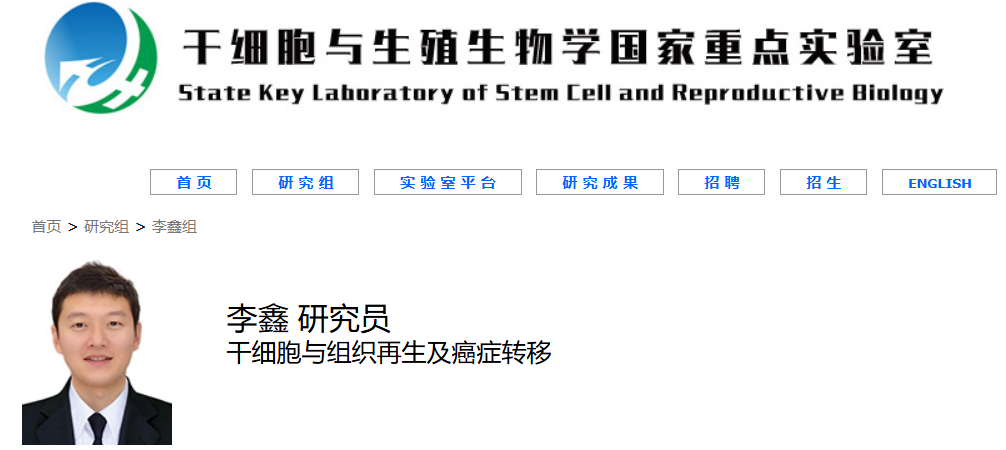 干细胞与生殖生物学国家重点实验室
State Key Laboratory of Stem Cell and Reproductive Biology
首页 研究组 实验室平台 研究成果 招聘 招生 ENGLISH
首页 > 研究组 > 李鑫组
李鑫 研究员
干细胞与组织再生及癌症转移